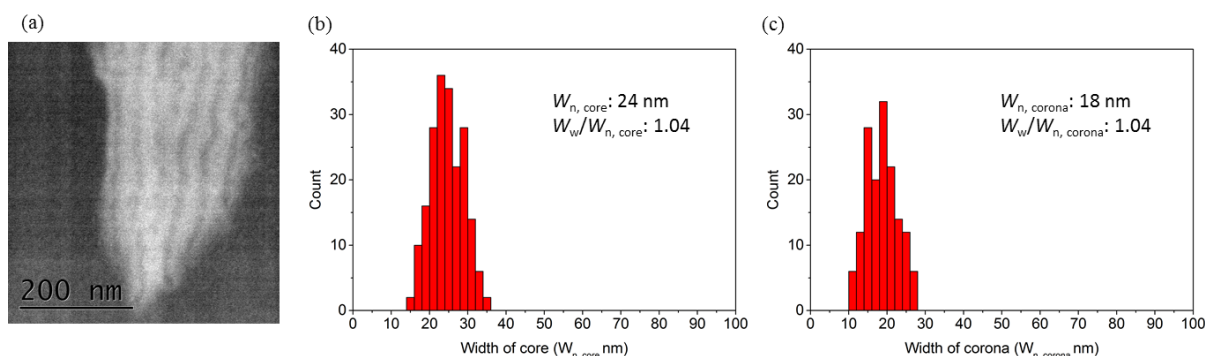 (a)
200 nm
(b)
40
30
20
10
0
Count
Wn, core: 24 nm
Ww/Wn, core: 1.04
0 10 20 30 40 50 60 70 80 90 100
Width of core (Wn, core nm)
(c)
40
30
20
10
0
Count
Wn, corona: 18 nm
Ww/Wn, corona: 1.04
0 10 20 30 40 50 60 70 80 90 100
Width of corona (Wn, corona nm)